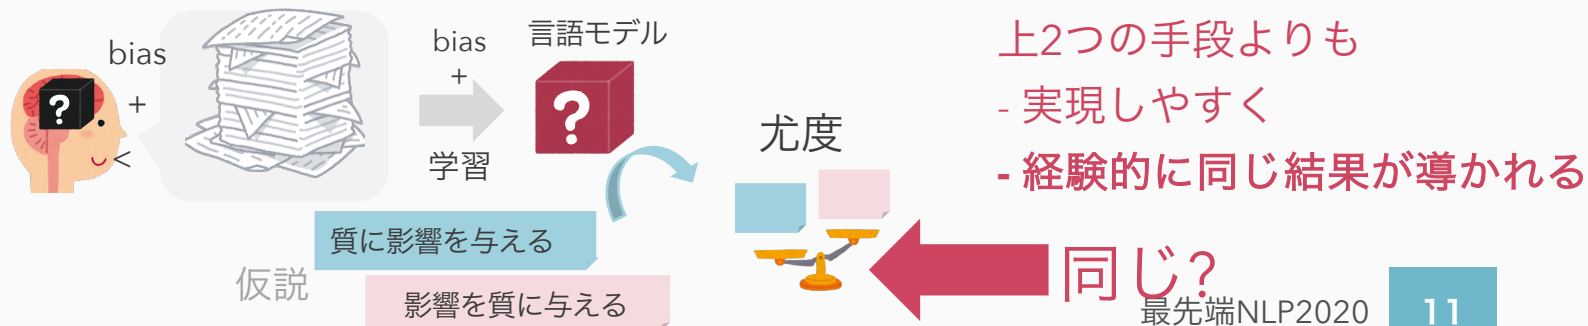 bias
+
?
<
bias
+
学習
言語モデル
?
尤度
上2つの手段よりも
- 実現しやすく
- 経験的に同じ結果が導かれる
仮説
質に影響を与える
影響を質に与える
同じ?
最先端NLP2020
11